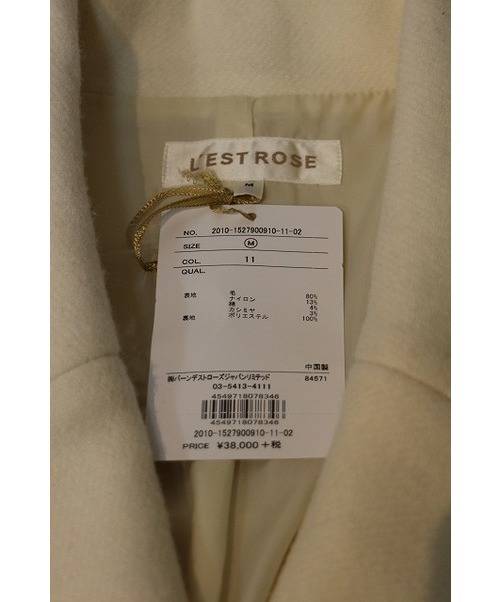 L'EST ROSE
M
NO. 2010-1527900910-11-02
SIZE M
COL. 11
QUAL.
表地 毛 80%
ナイロン 13%
綿 4%
カシミヤ 3%
裏地 ポリエステル 100%
中国製
㈱バーンデストローズジャパンリミテッド 84571
03-5413-4111
4549718078346
4549718078346
2010-1527900910-11-02
PRICE ¥38,000+税